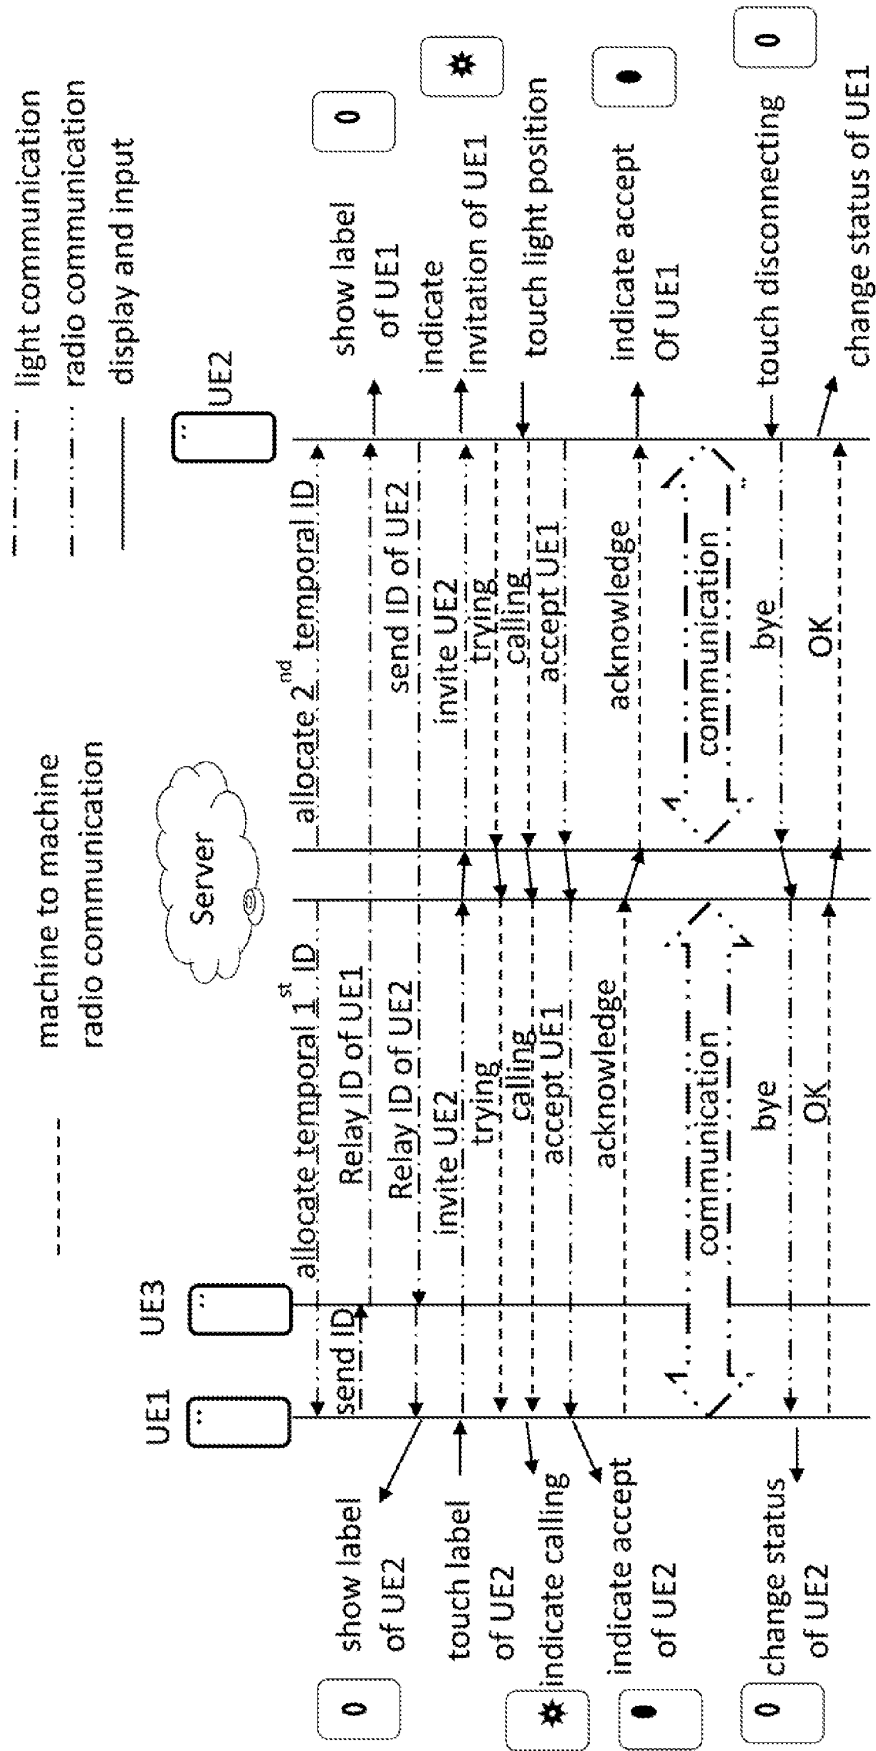 light communication
radio communication
display and input
machine to machine
radio communication
UE1
UE3
Server
UE2
allocate temporal 1st ID
allocate 2nd temporal ID
send ID
Relay ID of UE1
show label
of UE1
Relay ID of UE2
send ID of UE2
show label
of UE2
touch label
of UE2
invite UE2
invite UE2
indicate
invitation of UE1
trying
trying
calling
calling
touch light position
indicate calling
accept UE1
accept UE1
indicate accept
of UE2
acknowledge
acknowledge
indicate accept
Of UE1
communication
communication
touch disconnecting
bye
bye
change status
of UE2
OK
OK
change status of UE1